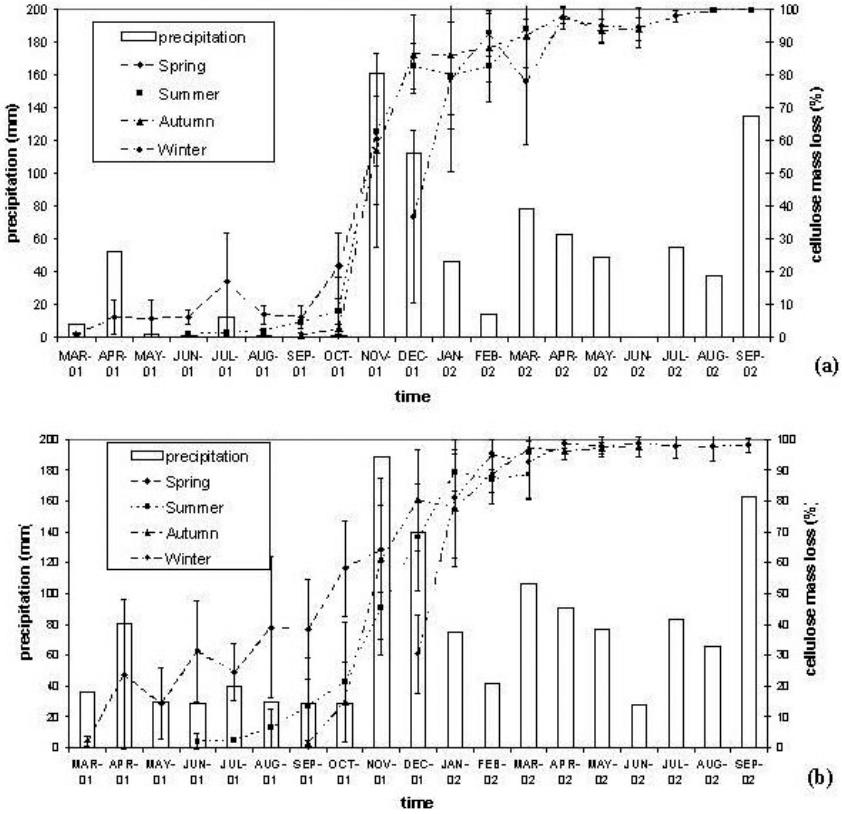 200
180
160
140
120
100
80
60
40
20
0
precipitation (mm)
precipitation
Spring
Summer
Autumn
Winter
100
90
80
70
60
50
40
30
20
10
0
cellulose mass loss (%)
MAR-01 APR-01 MAY-01 JUN-01 JUL-01 AUG-01 SEP-01 OCT-01 NOV-01 DEC-01 JAN-02 FEB-02 MAR-02 APR-02 MAY-02 JUN-02 JUL-02 AUG-02 SEP-02
time
(a)
200
180
160
140
120
100
80
60
40
20
0
precipitation (mm)
precipitation
Spring
Summer
Autumn
Winter
100
90
80
70
60
50
40
30
20
10
0
cellulose mass loss (%)
MAR-01 APR-01 MAY-01 JUN-01 JUL-01 AUG-01 SEP-01 OCT-01 NOV-01 DEC-01 JAN-02 FEB-02 MAR-02 APR-02 MAY-02 JUN-02 JUL-02 AUG-02 SEP-02
time
(b)